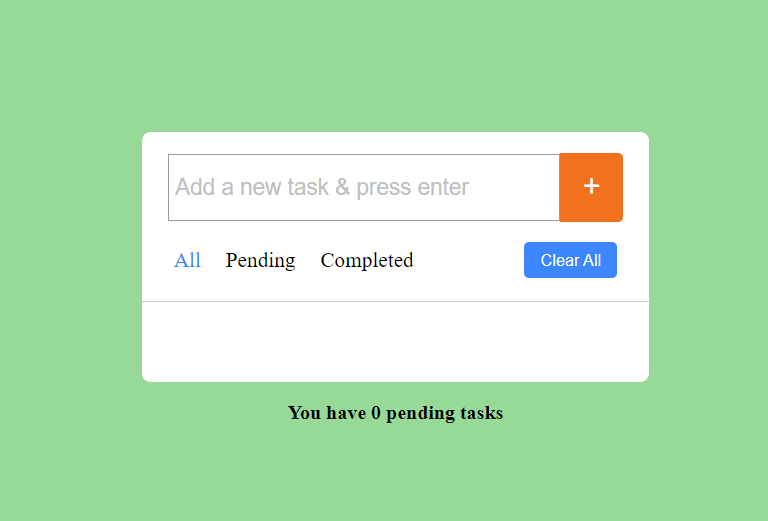 Add a new task & press enter +
All Pending Completed Clear All
You have 0 pending tasks